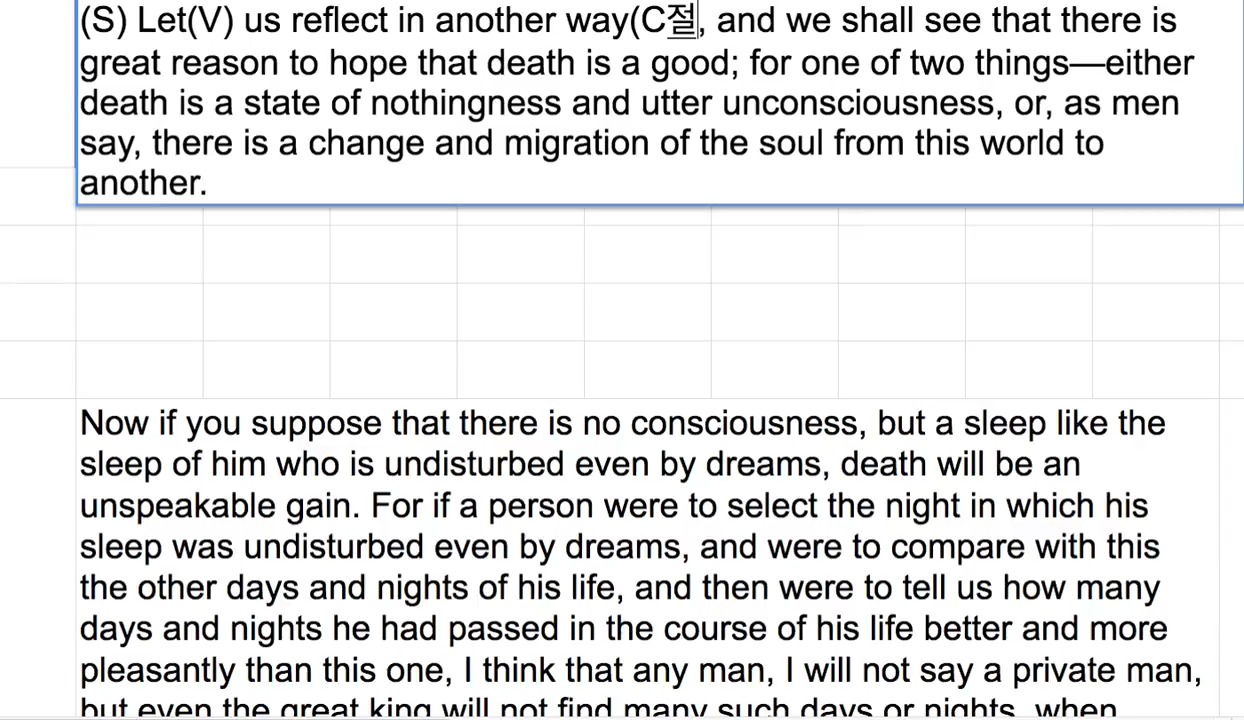 (S) Let(V) us reflect in another way(C절, and we shall see that there is
great reason to hope that death is a good; for one of two things—either
death is a state of nothingness and utter unconsciousness, or, as men
say, there is a change and migration of the soul from this world to
another.
Now if you suppose that there is no consciousness, but a sleep like the
sleep of him who is undisturbed even by dreams, death will be an
unspeakable gain. For if a person were to select the night in which his
sleep was undisturbed even by dreams, and were to compare with this
the other days and nights of his life, and then were to tell us how many
days and nights he had passed in the course of his life better and more
pleasantly than this one, I think that any man, I will not say a private man,
but even the great king will not find many such days or nights, when